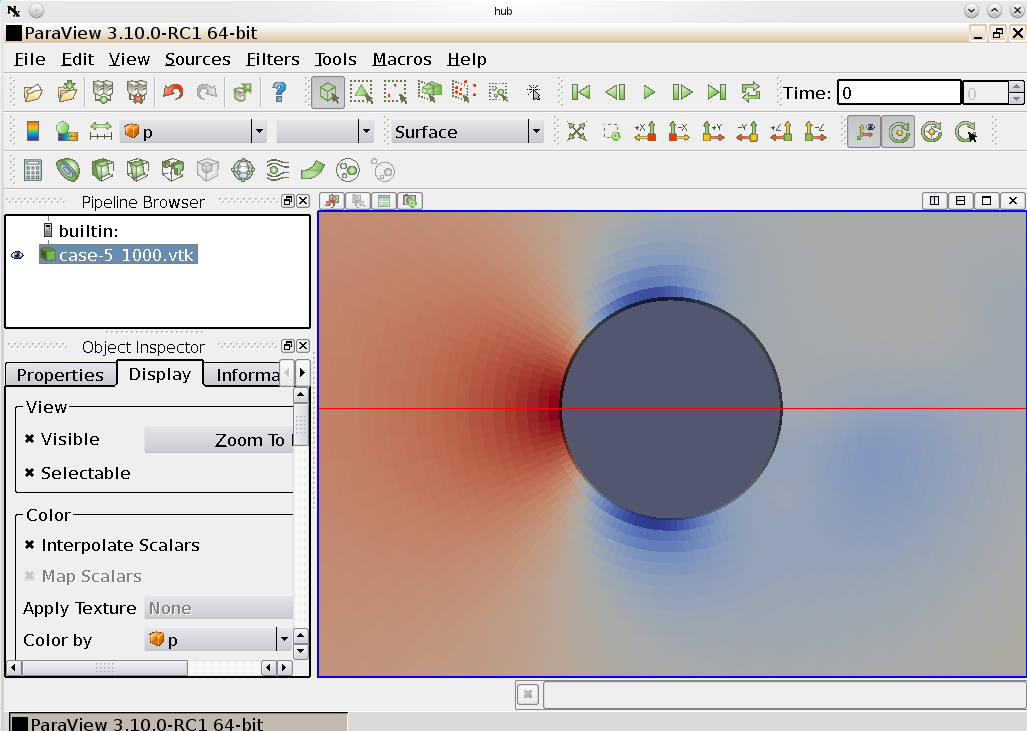 hub
ParaView 3.10.0-RC1 64-bit
File Edit View Sources Filters Tools Macros Help
Time: 0 0
p Surface
Pipeline Browser
builtin:
case-5_1000.vtk
Object Inspector
Properties Display Informa
View
Visible Zoom To
Selectable
Color
Interpolate Scalars
Map Scalars
Apply Texture None
Color by p
ParaView 3.10.0-RC1 64-bit